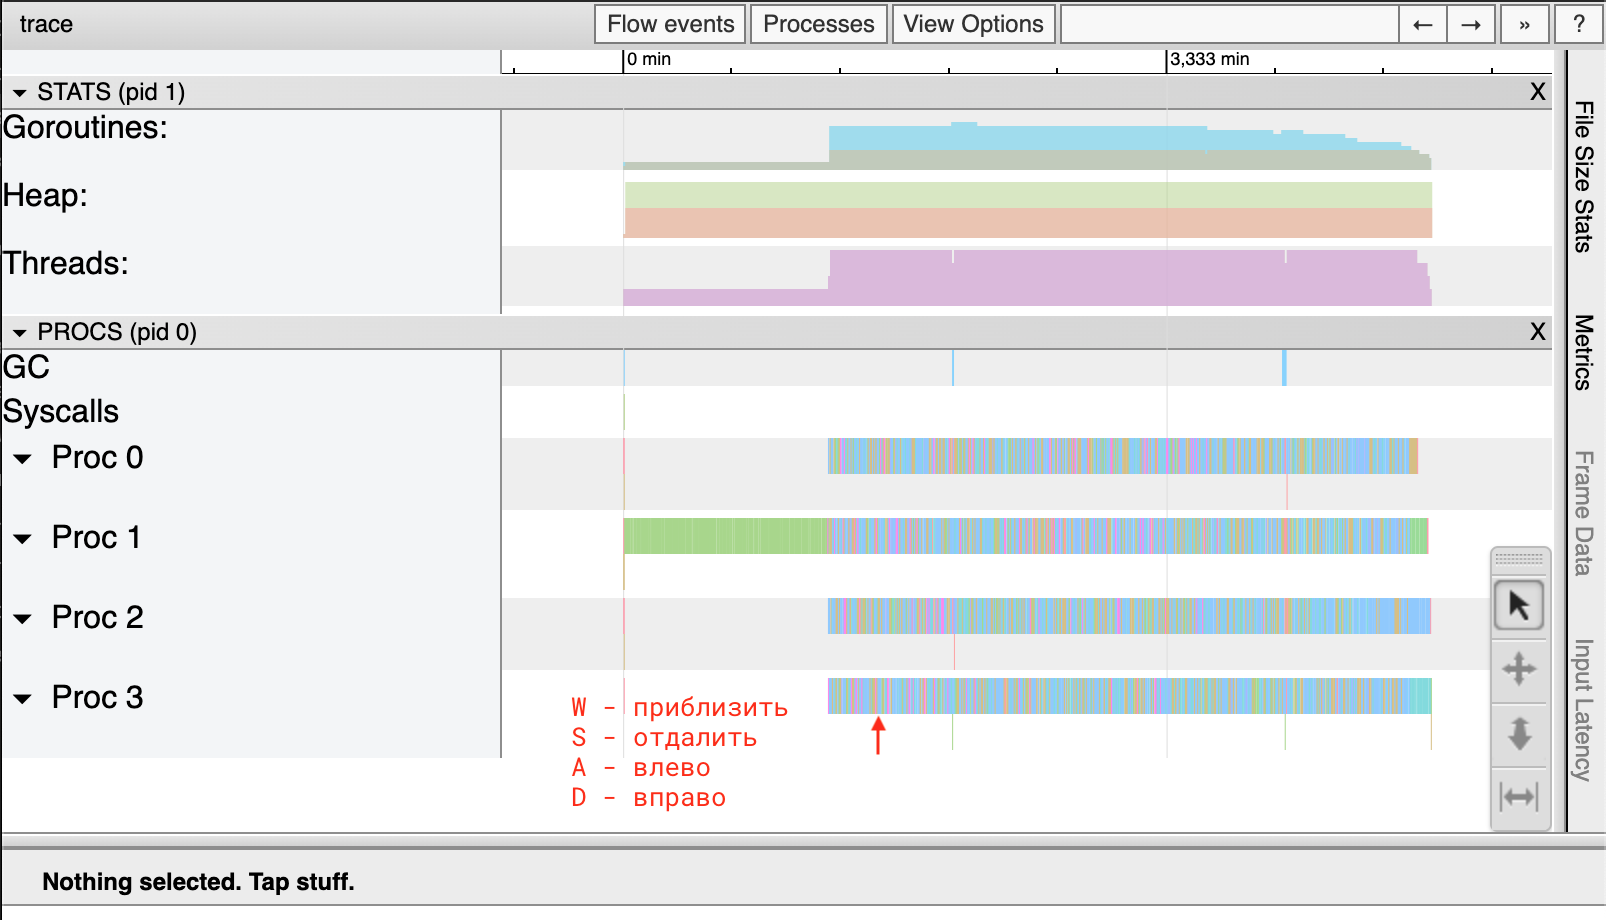 trace
Flow events
Processes
View Options
←
→
»
?
0 min
3,333 min
STATS (pid 1)
X
Goroutines:
Heap:
Threads:
PROCS (pid 0)
X
GC
Syscalls
Proc 0
Proc 1
Proc 2
Proc 3
W - приблизить
S - отдалить
A - влево
D - вправо
File Size Stats
Metrics
Frame Data
Input Latency
Nothing selected. Tap stuff.